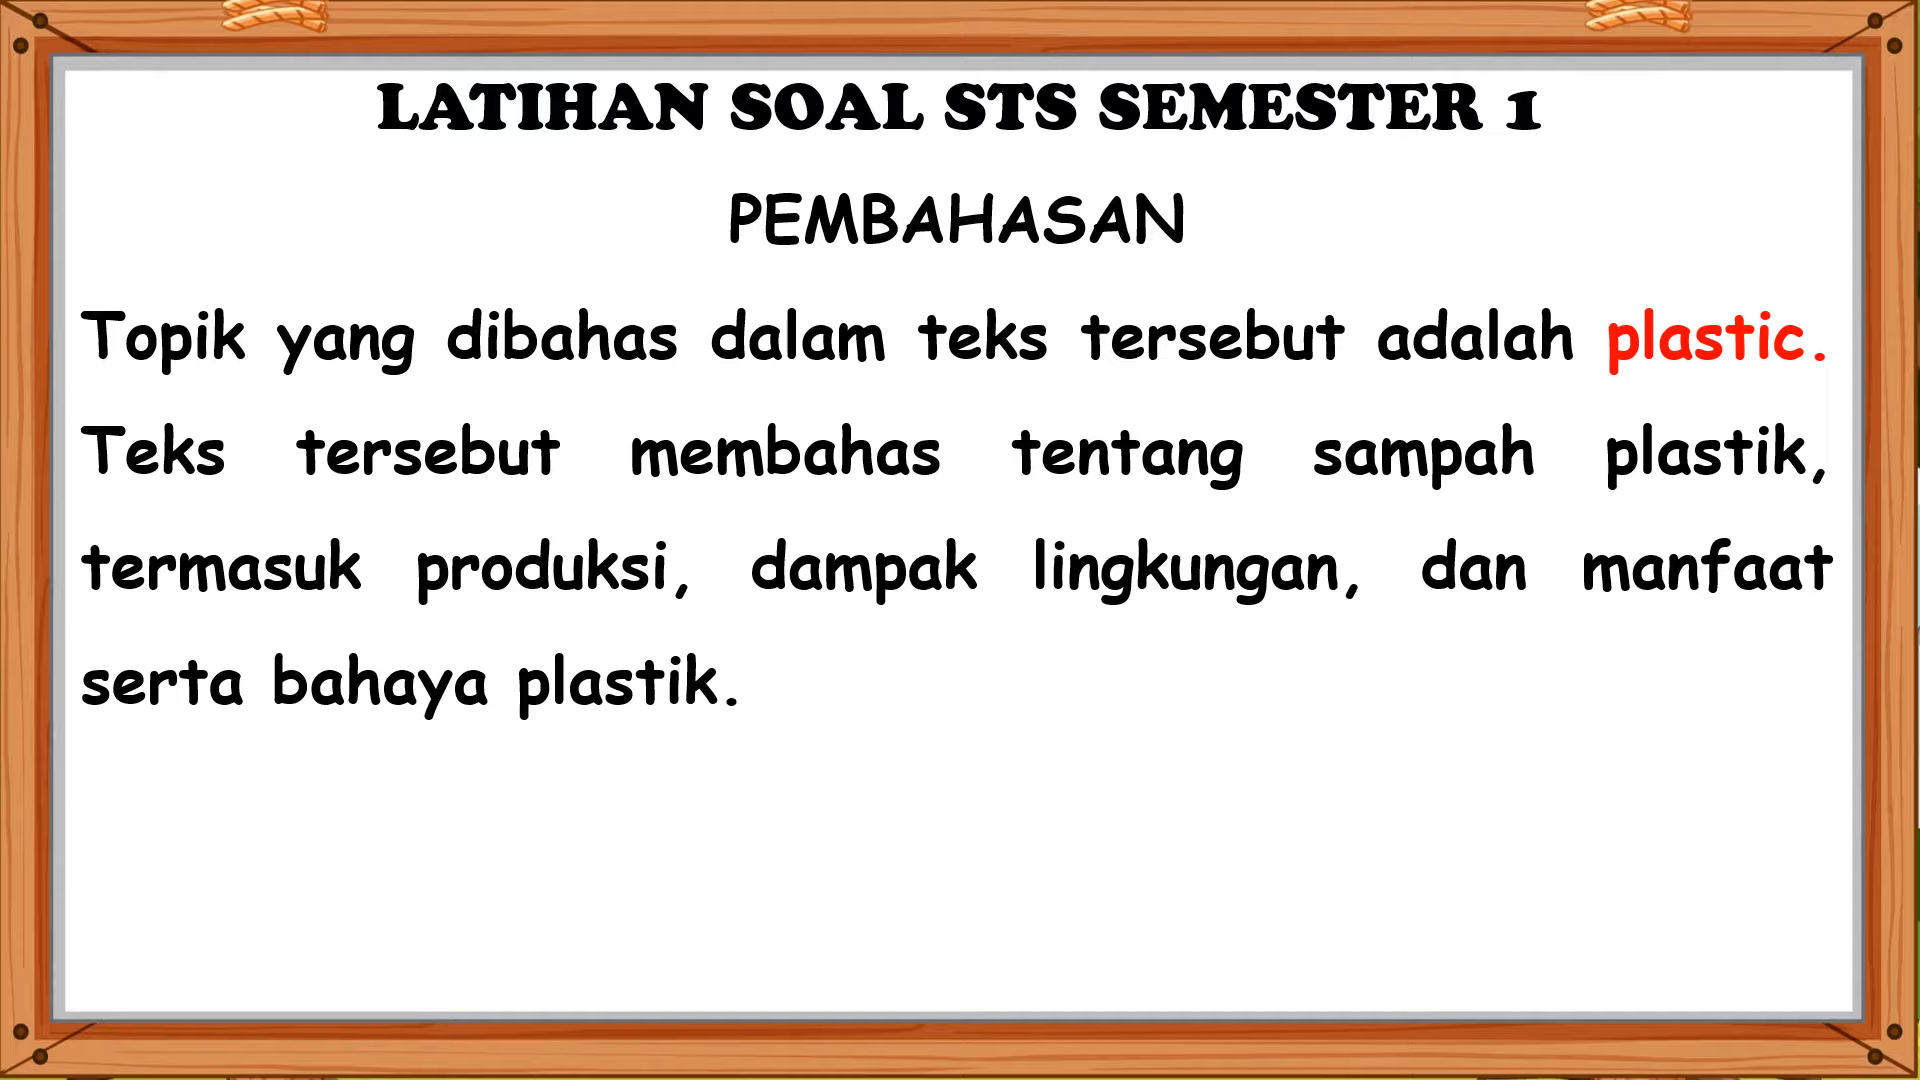 LATIHAN SOAL STS SEMESTER 1
PEMBAHASAN
Topik yang dibahas dalam teks tersebut adalah plastic.
Teks tersebut membahas tentang sampah plastik,
termasuk produksi, dampak lingkungan, dan manfaat
serta bahaya plastik.